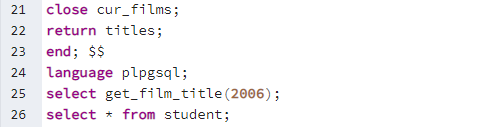 21 close cur_films;
22 return titles;
23 end; $$
24 language plpgsql;
25 select get_film_title(2006);
26 select * from student;